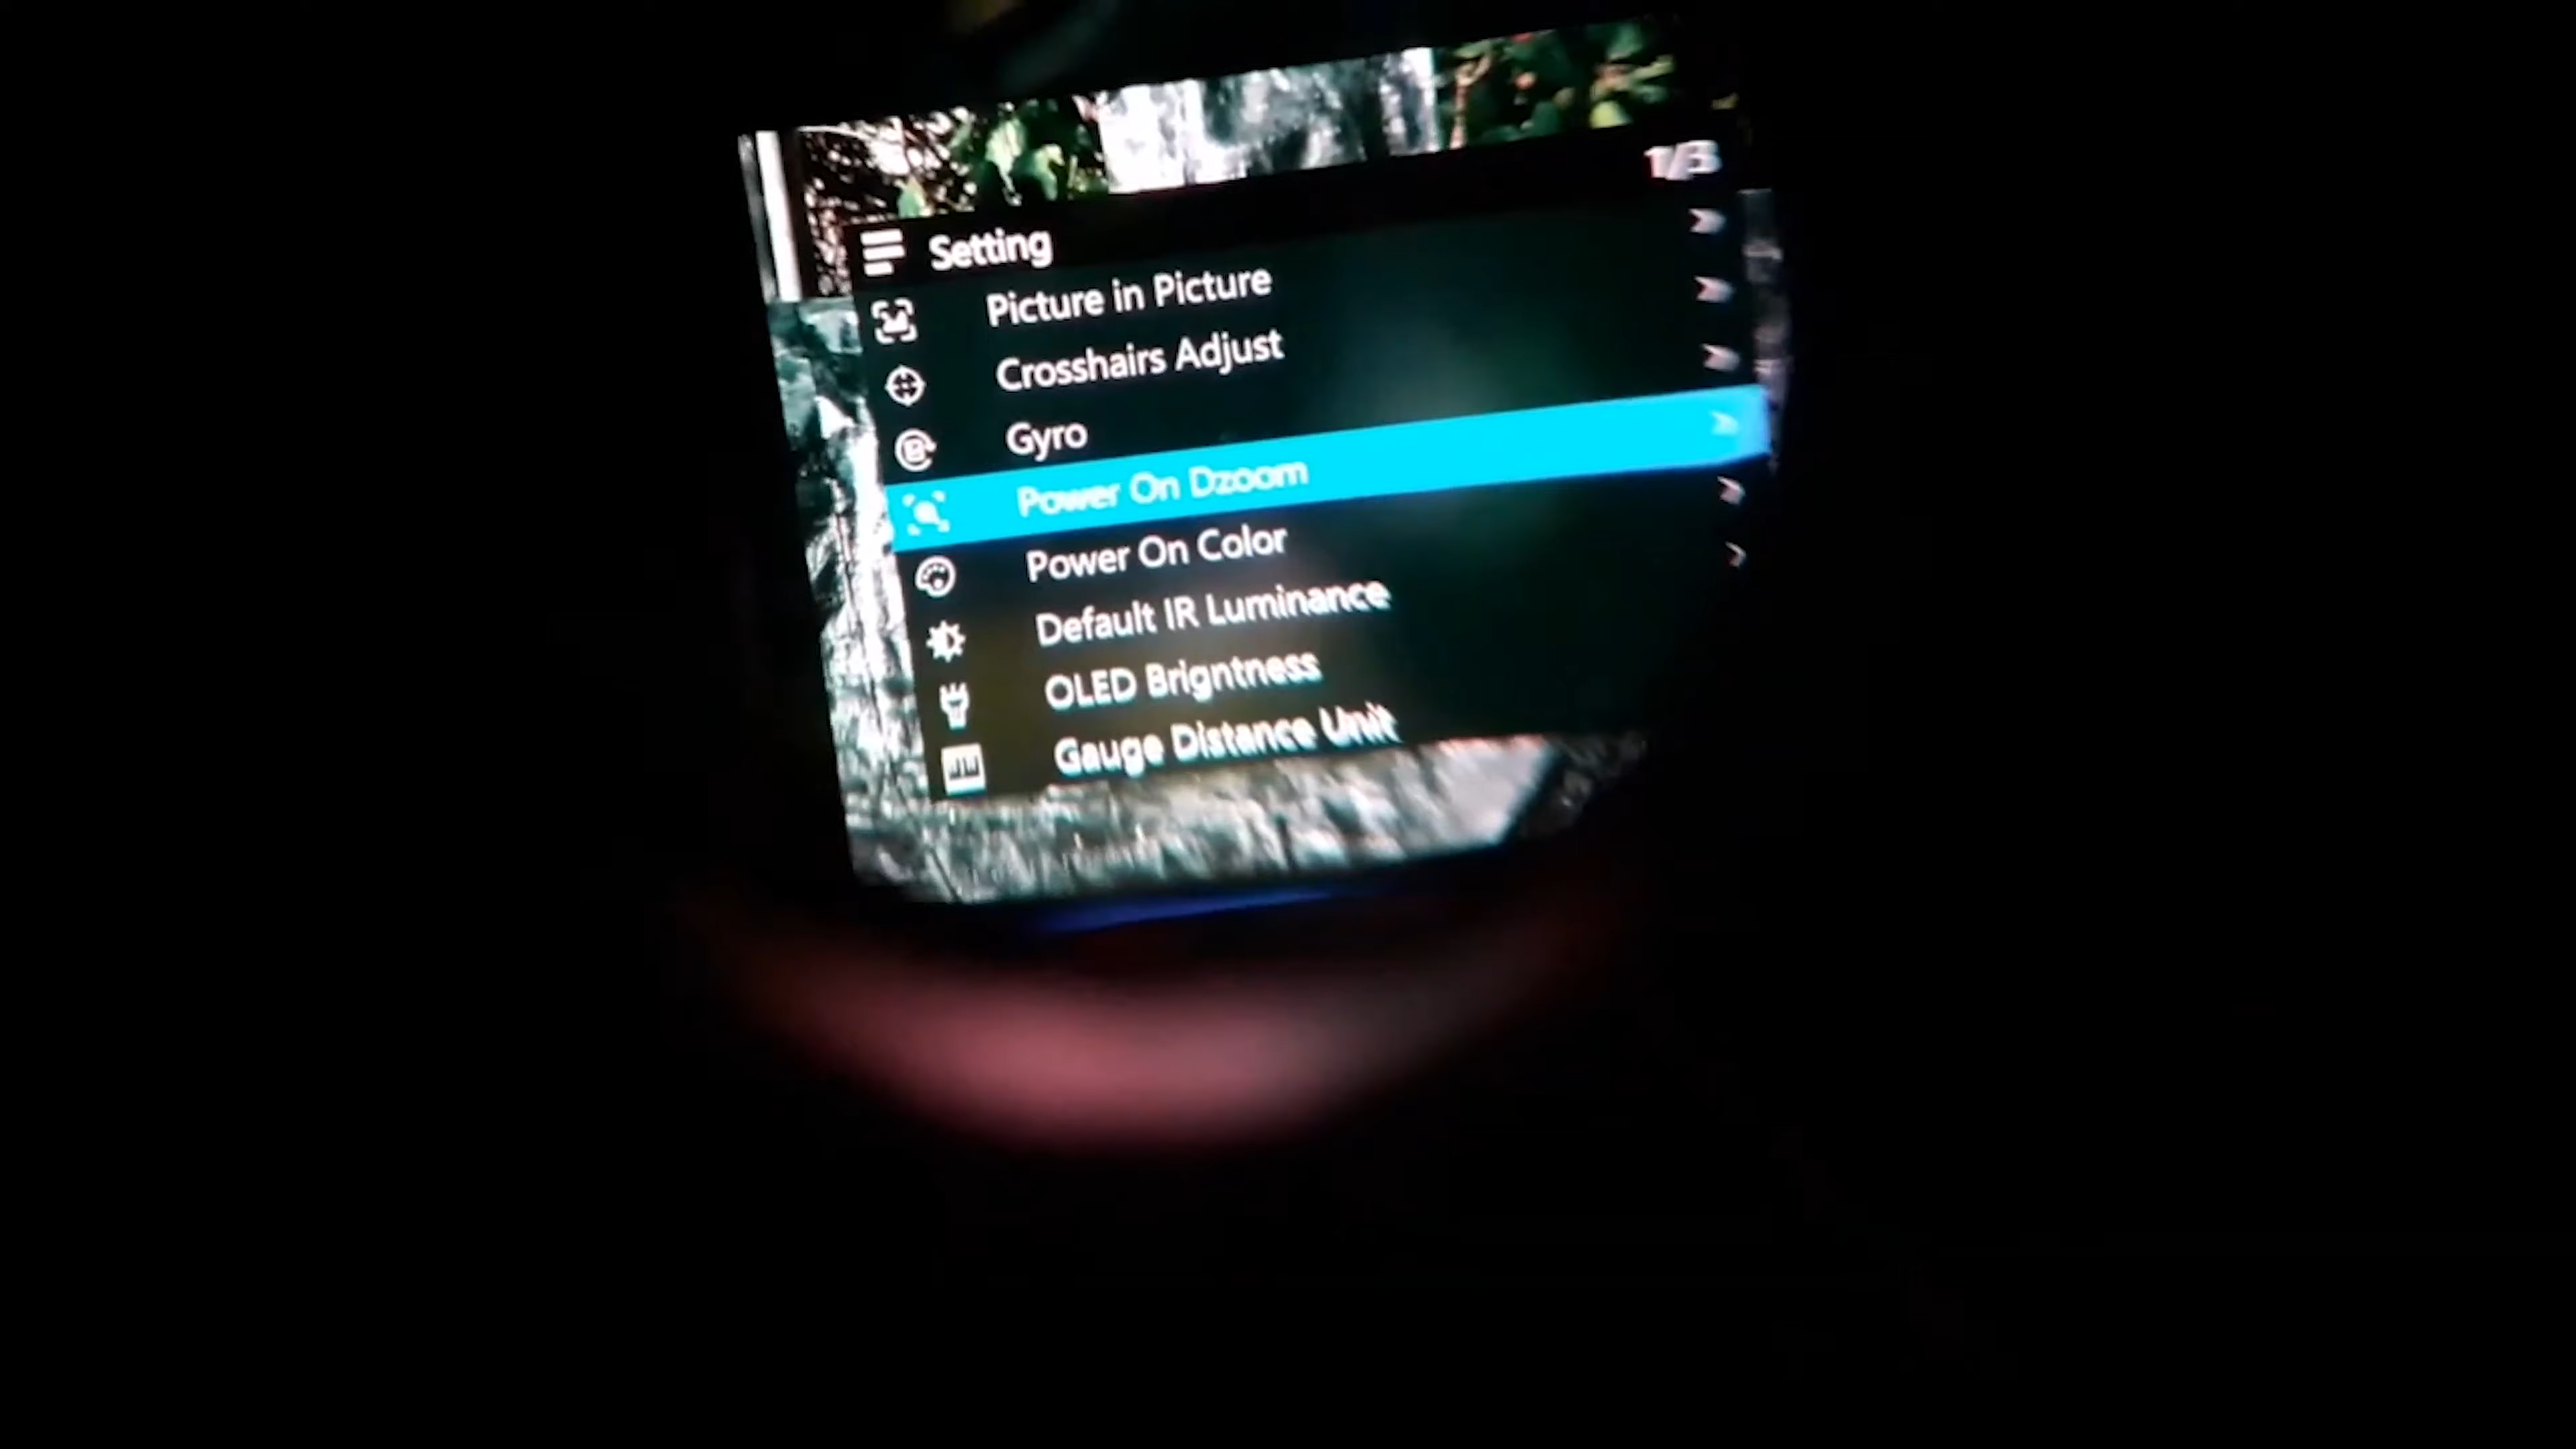 1/3
Setting
Picture in Picture
Crosshairs Adjust
Gyro
Power On Dzoom
Power On Color
Default IR Luminance
OLED Brigntness
Gauge Distance Unit